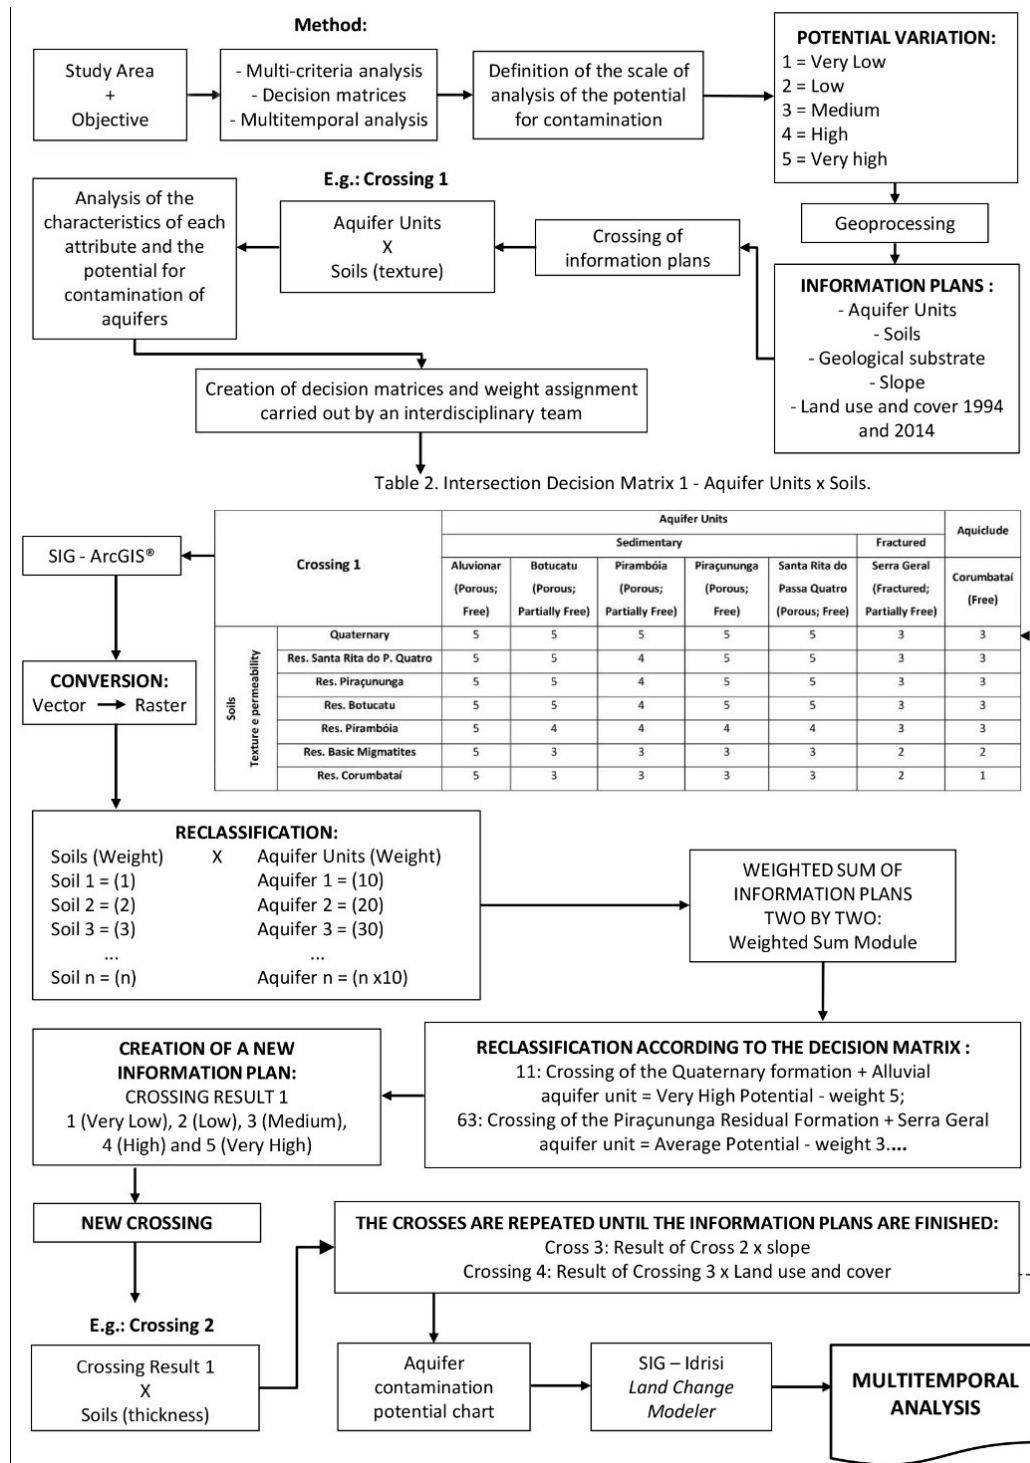 Method:
Study Area
+
Objective
- Multi-criteria analysis
- Decision matrices
- Multitemporal analysis
Definition of the scale of
analysis of the potential
for contamination
POTENTIAL VARIATION:
1 = Very Low
2 = Low
3 = Medium
4 = High
5 = Very high
Geoprocessing
INFORMATION PLANS :
- Aquifer Units
- Soils
- Geological substrate
- Slope
- Land use and cover 1994
and 2014
Crossing of
information plans
E.g.: Crossing 1
Aquifer Units
X
Soils (texture)
Analysis of the
characteristics of each
attribute and the
potential for
contamination of
aquifers
Creation of decision matrices and weight assignment
carried out by an interdisciplinary team
Table 2. Intersection Decision Matrix 1 - Aquifer Units x Soils.
Crossing 1
Aquifer Units
Aquiclude
Sedimentary
Fractured
Aluvionar
(Porous;
Free)
Botucatu
(Porous;
Partially Free)
Pirambóia
(Porous;
Partially Free)
Piraçununga
(Porous;
Free)
Santa Rita do
Passa Quatro
(Porous; Free)
Serra Geral
(Fractured;
Partially Free)
Corumbataí
(Free)
Soils
Texture e permeability
Quaternary 5 5 5 5 5 3 3
Res. Santa Rita do P. Quatro 5 5 4 5 5 3 3
Res. Piraçununga 5 5 4 5 5 3 3
Res. Botucatu 5 5 4 5 5 3 3
Res. Pirambóia 5 4 4 4 4 3 3
Res. Basic Migmatites 5 3 3 3 3 2 2
Res. Corumbataí 5 3 3 3 3 2 1
SIG - ArcGIS®
CONVERSION:
Vector Raster
RECLASSIFICATION:
Soils (Weight) X Aquifer Units (Weight)
Soil 1 = (1) Aquifer 1 = (10)
Soil 2 = (2) Aquifer 2 = (20)
Soil 3 = (3) Aquifer 3 = (30)
... ...
Soil n = (n) Aquifer n = (n x10)
WEIGHTED SUM OF
INFORMATION PLANS
TWO BY TWO:
Weighted Sum Module
RECLASSIFICATION ACCORDING TO THE DECISION MATRIX :
11: Crossing of the Quaternary formation + Alluvial
aquifer unit = Very High Potential - weight 5;
63: Crossing of the Piraçununga Residual Formation + Serra Geral
aquifer unit = Average Potential - weight 3....
CREATION OF A NEW
INFORMATION PLAN:
CROSSING RESULT 1
1 (Very Low), 2 (Low), 3 (Medium),
4 (High) and 5 (Very High)
NEW CROSSING
E.g.: Crossing 2
Crossing Result 1
X
Soils (thickness)
THE CROSSES ARE REPEATED UNTIL THE INFORMATION PLANS ARE FINISHED:
Cross 3: Result of Cross 2 x slope
Crossing 4: Result of Crossing 3 x Land use and cover
Aquifer
contamination
potential chart
SIG – Idrisi
Land Change
Modeler
MULTITEMPORAL
ANALYSIS